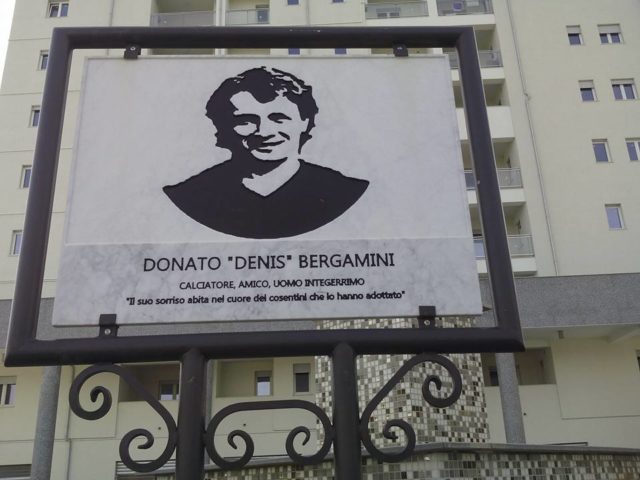 DONATO "DENIS" BERGAMINI
CALCIATORE, AMICO, UOMO INTEGERRIMO
"Il suo sorriso abita nel cuore dei cosentini che lo hanno adottato"